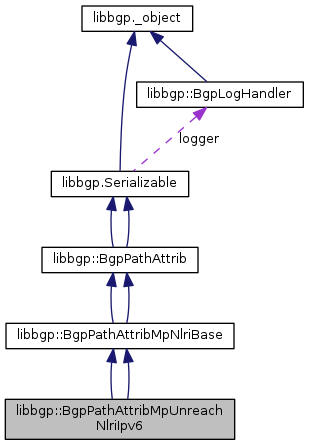 libbgp._object
libbgp::BgpLogHandler
logger
libbgp.Serializable
libbgp::BgpPathAttrib
libbgp::BgpPathAttribMpNlriBase
libbgp::BgpPathAttribMpUnreach
NlriIpv6